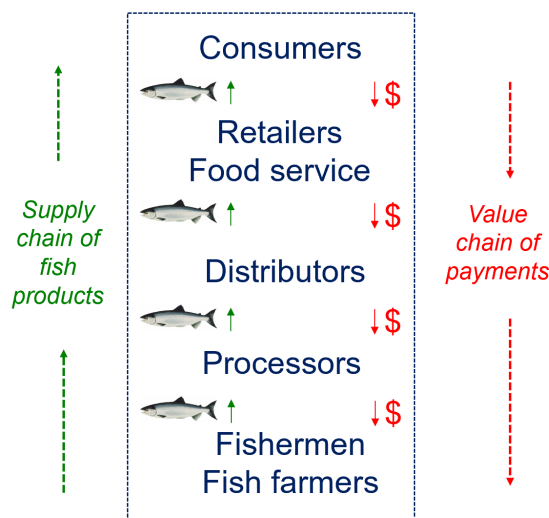 Consumers
$
Retailers
Food service
$
Supply
chain of
fish
products
Value
chain of
payments
Distributors
$
Processors
$
Fishermen
Fish farmers